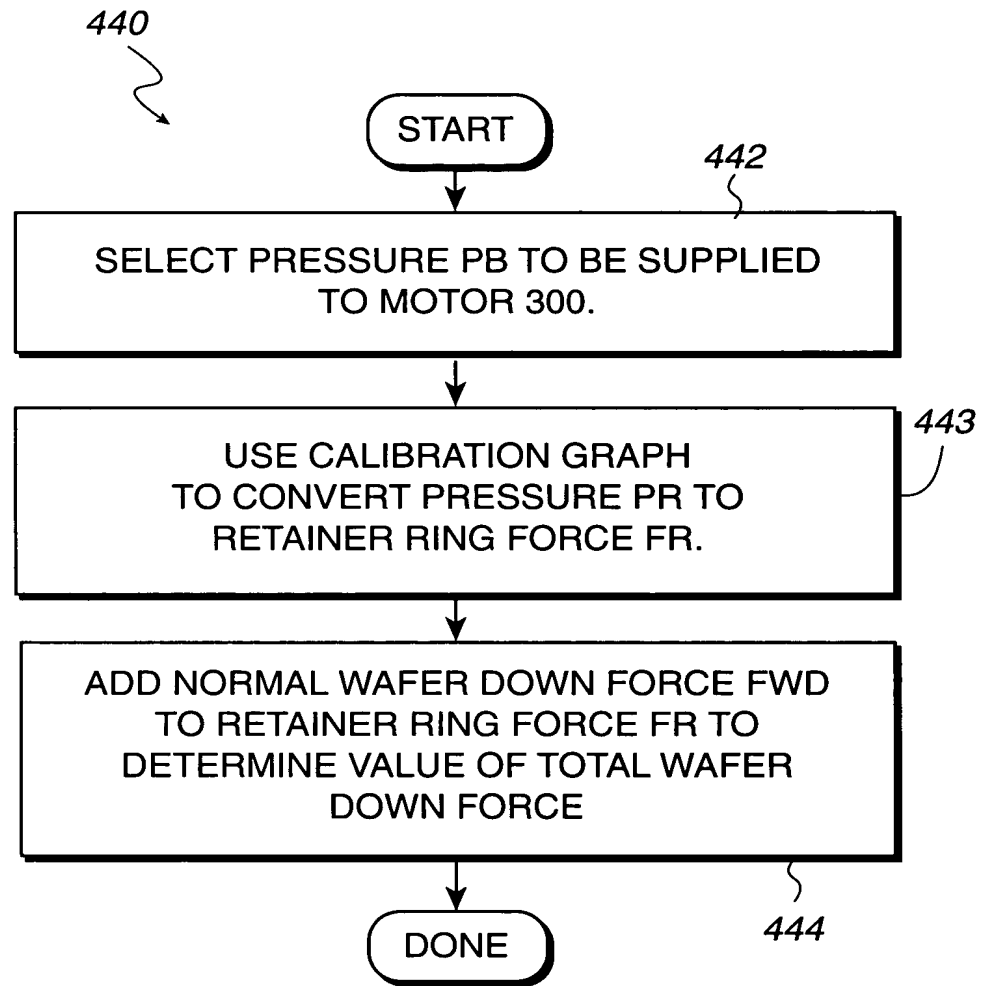 440
START
442
SELECT PRESSURE PB TO BE SUPPLIED
TO MOTOR 300.
443
USE CALIBRATION GRAPH
TO CONVERT PRESSURE PR TO
RETAINER RING FORCE FR.
ADD NORMAL WAFER DOWN FORCE FWD
TO RETAINER RING FORCE FR TO
DETERMINE VALUE OF TOTAL WAFER
DOWN FORCE
444
DONE